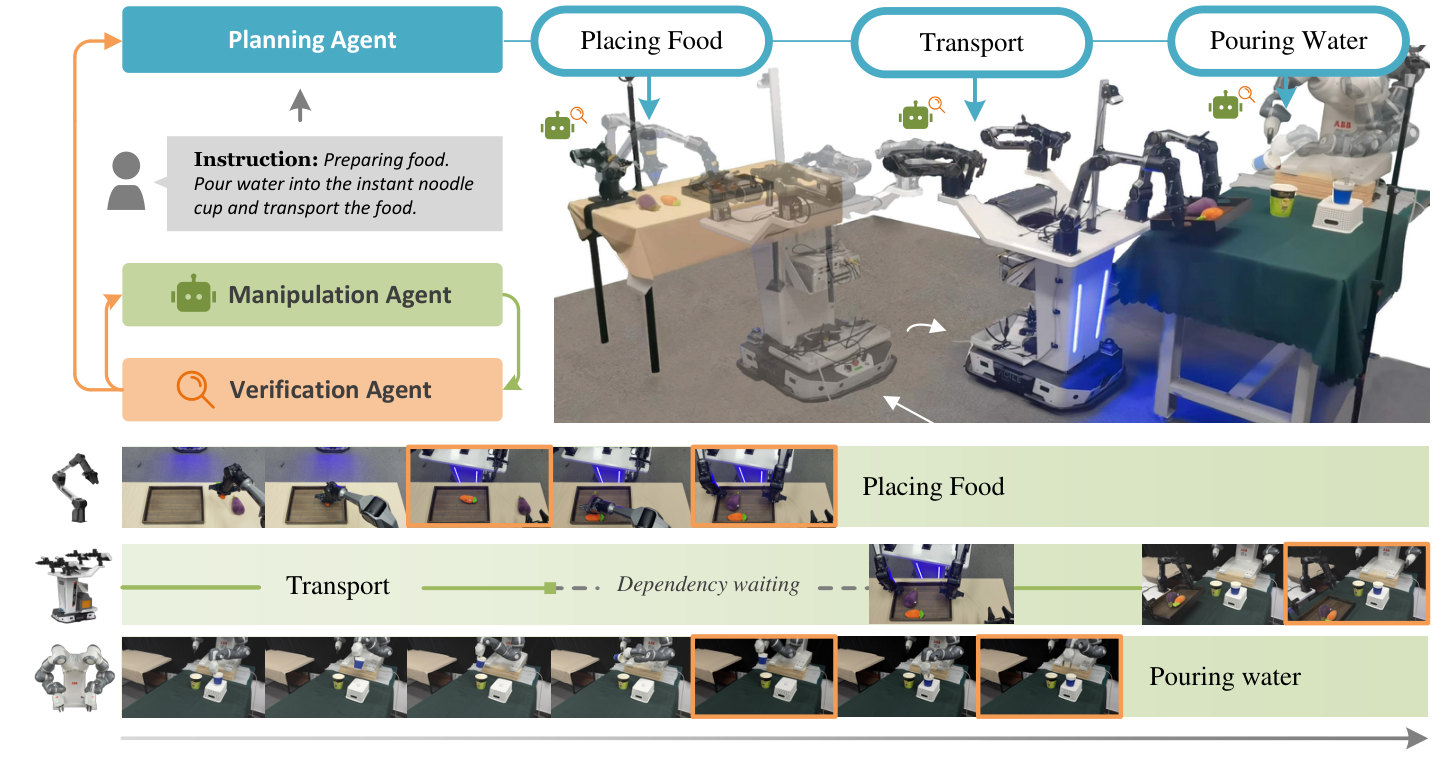 Planning Agent
Placing Food
Transport
Pouring Water
Instruction: Preparing food.
Pour water into the instant noodle
cup and transport the food.
Manipulation Agent
Verification Agent
ABB
Placing Food
Transport
Dependency waiting
Pouring water